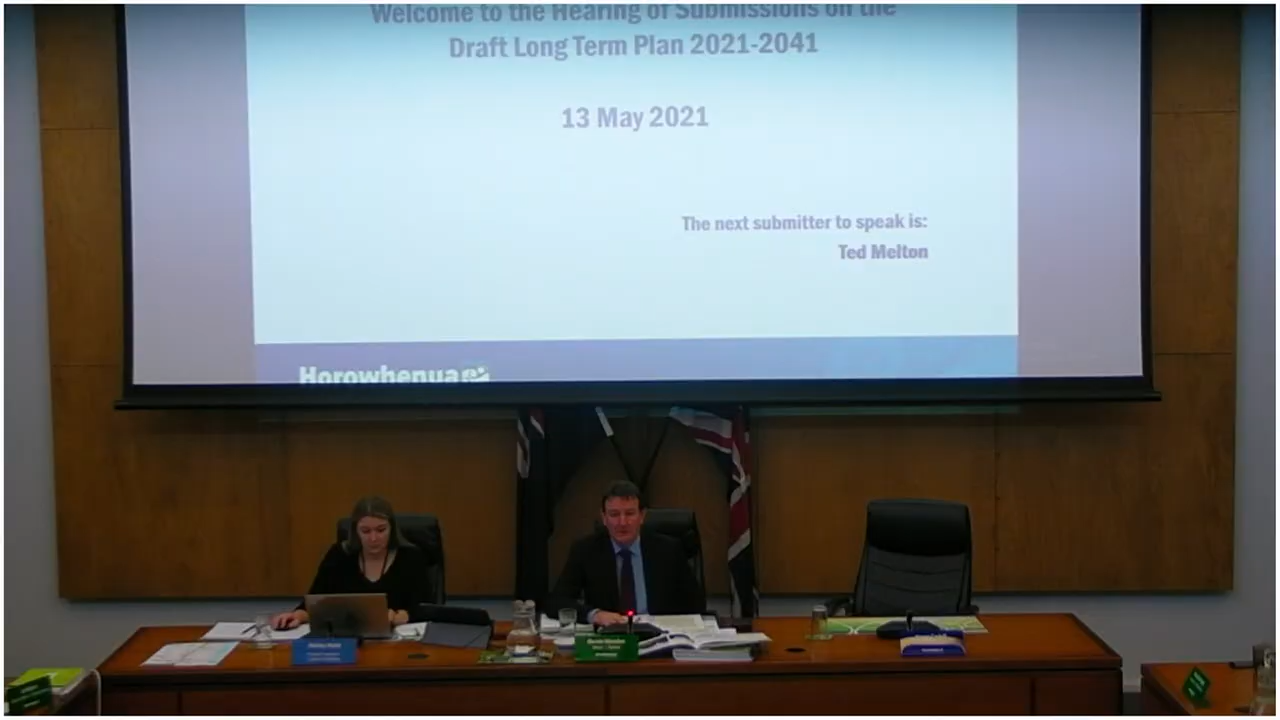 Welcome to the Hearing of Submissions on the
Draft Long Term Plan 2021-2041
13 May 2021
The next submitter to speak is:
Ted Melton
Horowhenua